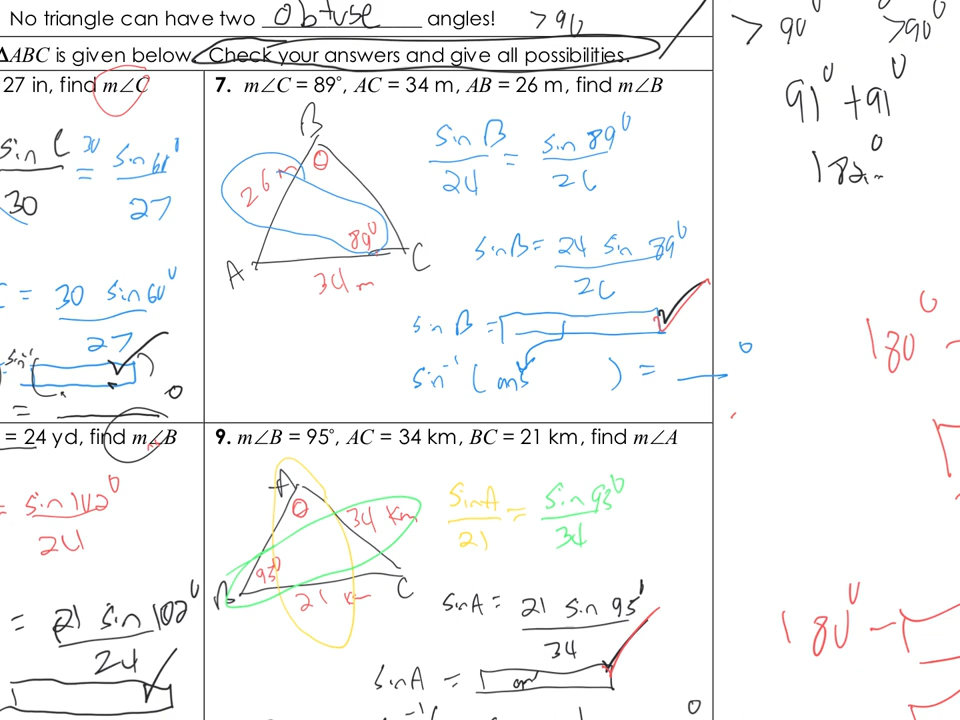 No triangle can have two Obtuse angles! > 90
> 90° >90°
ΔABC is given below. Check your answers and give all possibilities.
91° + 91°
182
27 in, find m∠C
sin C = sin 60°
30
30 27
C = 30 sin60°
27
sin⁻¹
= °
7. m∠C = 89°, AC = 34 m, AB = 26 m, find m∠B
B
26 m
89°
A C
34 m
sin B = sin 89°
24 26
sin B = 24 sin 89°
26
sin B =
sin⁻¹ ( ans ) = °
180° -
= 24 yd, find m∠B
= sin 102°
24
= 21 sin 102°
24
9. m∠B = 95°, AC = 34 km, BC = 21 km, find m∠A
A
34 km
95°
B C
21 km
sin A = sin 95°
21 34
sin A = 21 sin 95°
34
sin A = ans
180° -